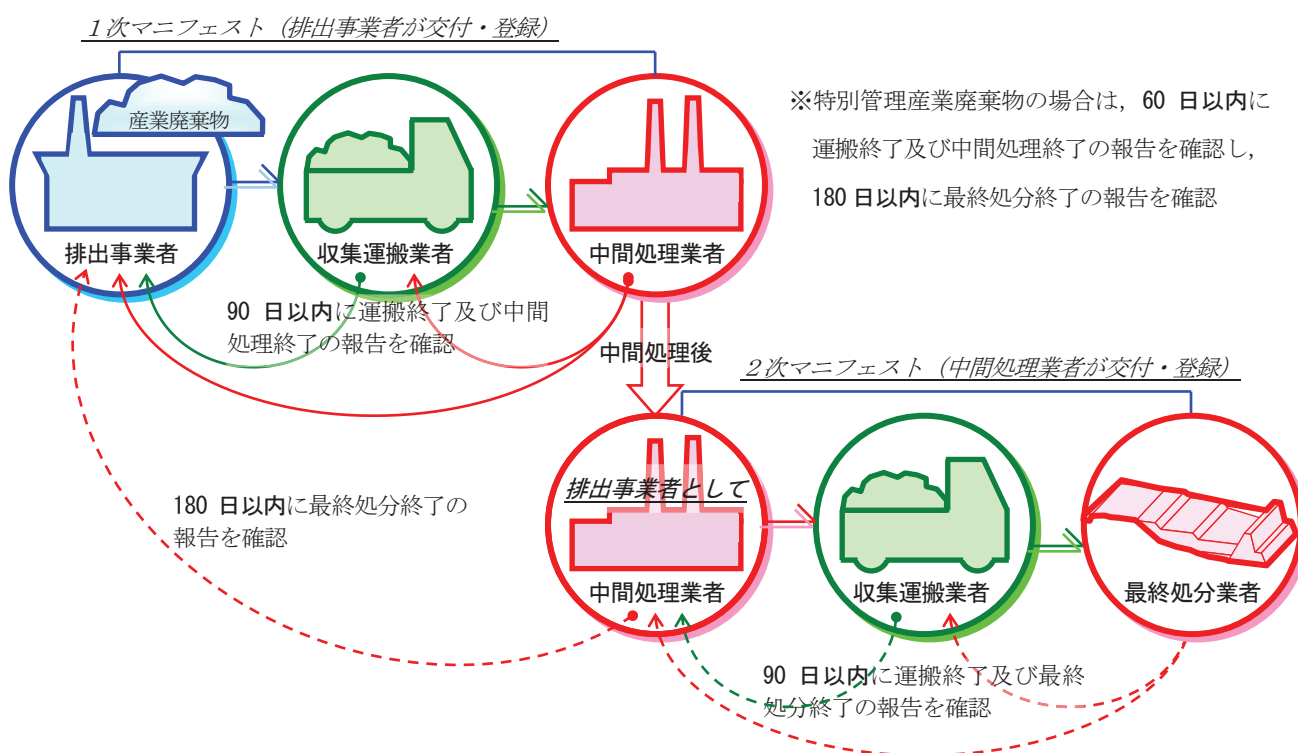 1次マニフェスト（排出事業者が交付・登録）
産業廃棄物
排出事業者
収集運搬業者
中間処理業者
※特別管理産業廃棄物の場合は，60 日以内に
運搬終了及び中間処理終了の報告を確認し，
180 日以内に最終処分終了の報告を確認
90 日以内に運搬終了及び中間
処理終了の報告を確認
中間処理後
2次マニフェスト（中間処理業者が交付・登録）
180 日以内に最終処分終了の
報告を確認
排出事業者として
中間処理業者
収集運搬業者
最終処分業者
90 日以内に運搬終了及び最終
処分終了の報告を確認